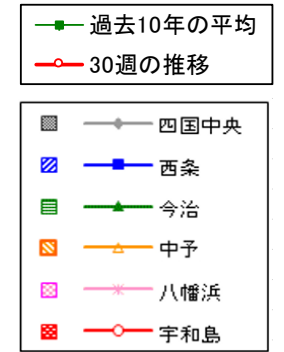 過去10年の平均
30週の推移
四国中央
西条
今治
中予
八幡浜
宇和島